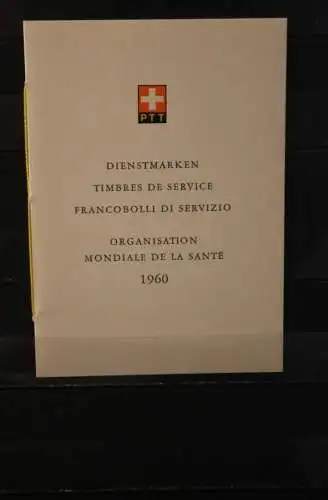 PTT
DIENSTMARKEN
TIMBRES DE SERVICE
FRANCOBOLLI DI SERVIZIO
ORGANISATION
MONDIALE DE LA SANTÉ
1960